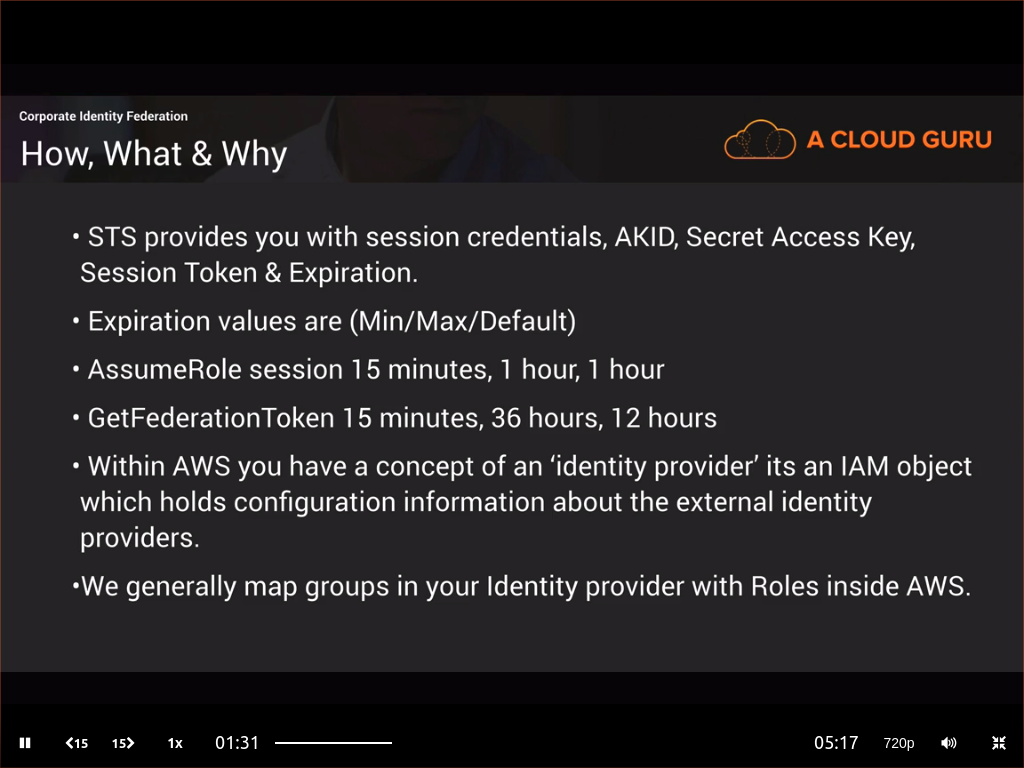 Corporate Identity Federation
How, What & Why
A CLOUD GURU
• STS provides you with session credentials, AKID, Secret Access Key,
Session Token & Expiration.
• Expiration values are (Min/Max/Default)
• AssumeRole session 15 minutes, 1 hour, 1 hour
• GetFederationToken 15 minutes, 36 hours, 12 hours
• Within AWS you have a concept of an ‘identity provider’ its an IAM object
which holds configuration information about the external identity
providers.
•We generally map groups in your Identity provider with Roles inside AWS.
15 15 1x 01:31 05:17 720p